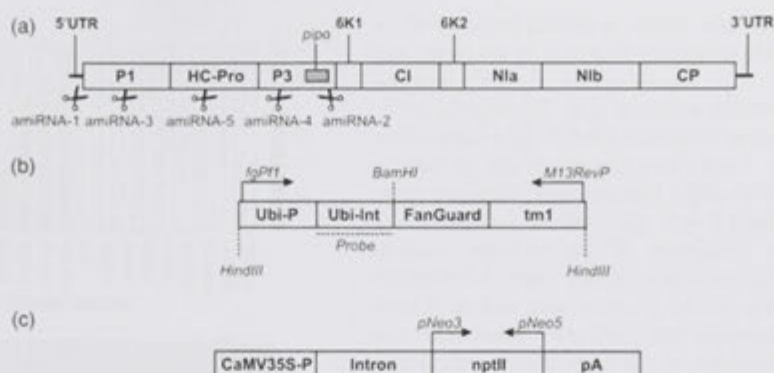 (a)
5'UTR 6K1 6K2 3'UTR
pipo
P1 HC-Pro P3 CI NIa NIb CP
amiRNA-1 amiRNA-3 amiRNA-5 amiRNA-4 amiRNA-2
(b)
fgPf1 BamHI M13RevP
Ubi-P Ubi-Int FanGuard tm1
Probe
HindIII HindIII
(c)
pNeo3 pNeo5
CaMV35S-P Intron nptII pA